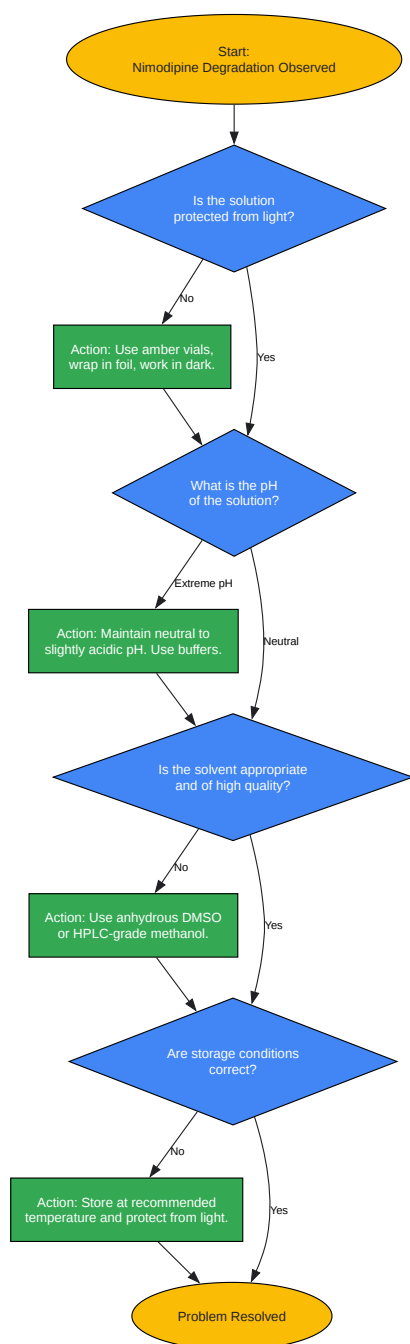 Start:
Nimodipine Degradation Observed
Is the solution
protected from light?
No
Yes
Action: Use amber vials,
wrap in foil, work in dark.
What is the pH
of the solution?
Extreme pH
Neutral
Action: Maintain neutral to
slightly acidic pH. Use buffers.
Is the solvent appropriate
and of high quality?
No
Yes
Action: Use anhydrous DMSO
or HPLC-grade methanol.
Are storage conditions
correct?
No
Yes
Action: Store at recommended
temperature and protect from light.
Problem Resolved